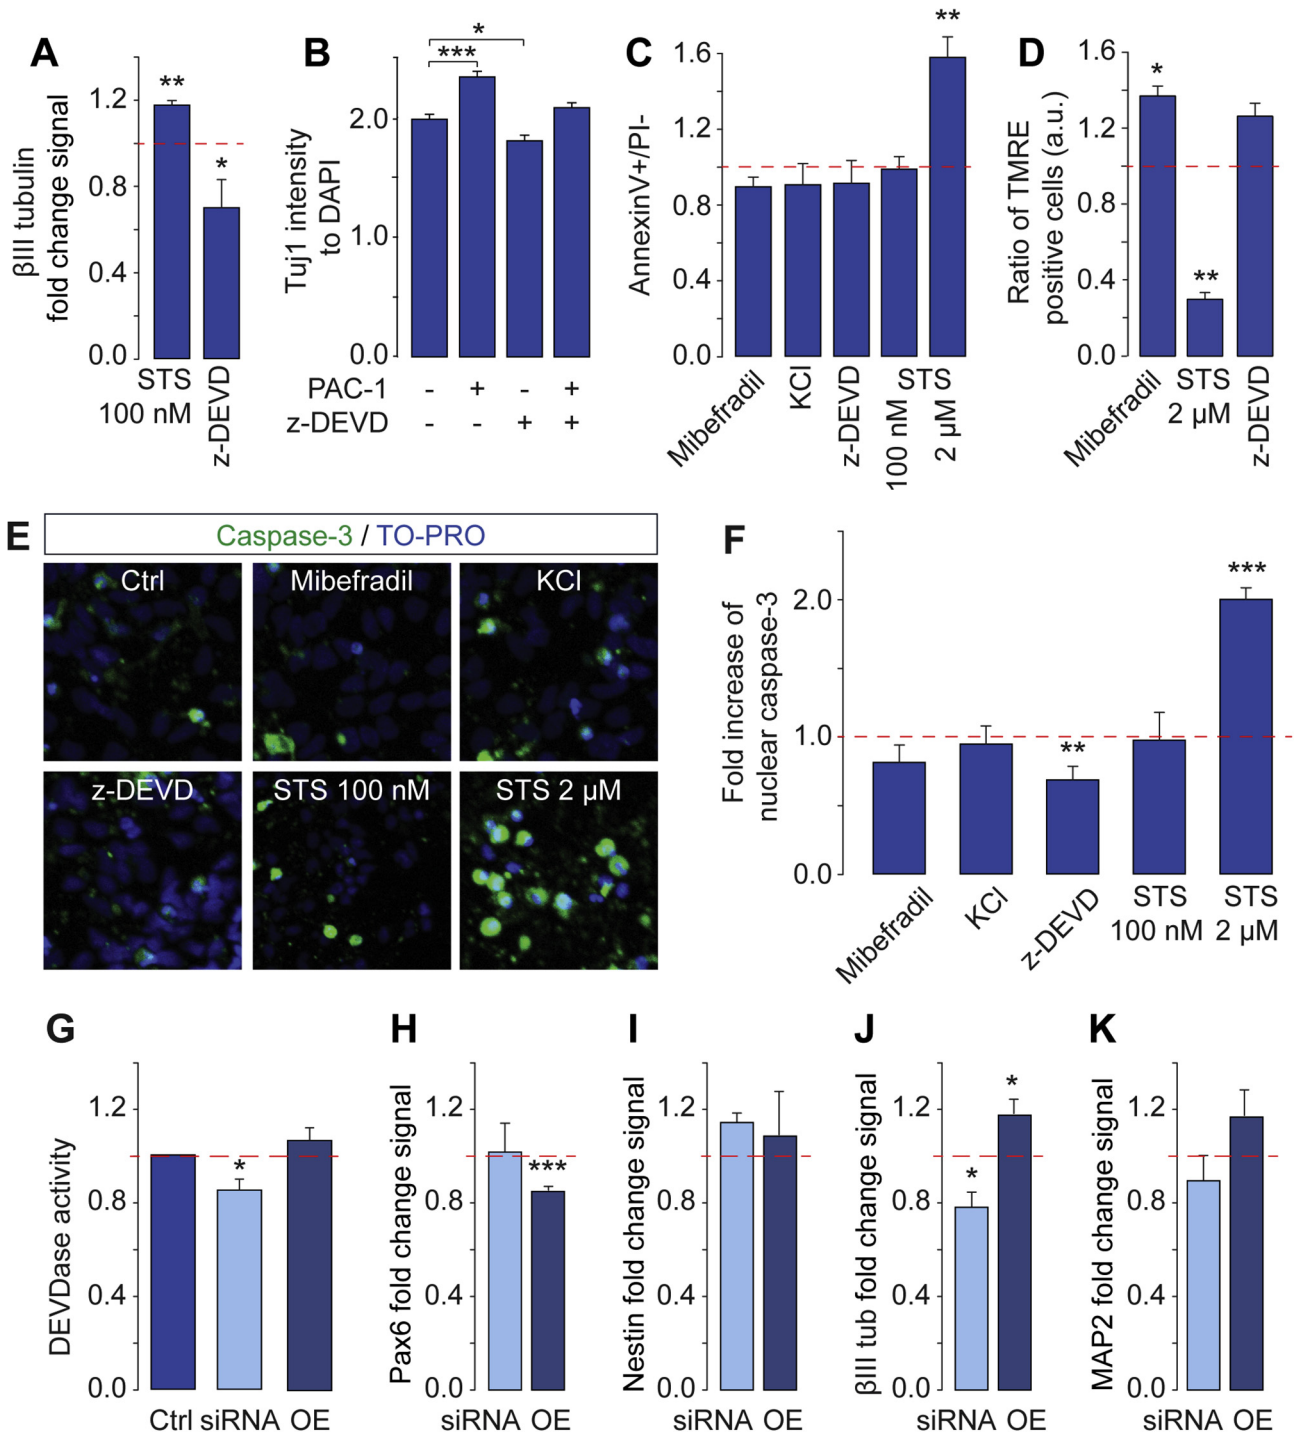 A
βIII tubulin
fold change signal
1.2
0.8
0.4
0.0
**
*
STS
100 nM
z-DEVD
B
Tuj1 intensity
to DAPI
2.0
1.0
0.0
*
***
PAC-1 - + - +
z-DEVD - - + +
C
AnnexinV+/PI-
1.6
1.2
0.8
0.4
0.0
**
Mibefradil
KCl
z-DEVD
STS
100 nM
2 µM
D
Ratio of TMRE
positive cells (a.u.)
1.6
1.2
0.8
0.4
0.0
*
**
Mibefradil
STS
2 µM
z-DEVD
E
Caspase-3 / TO-PRO
Ctrl
Mibefradil
KCl
z-DEVD
STS 100 nM
STS 2 µM
F
Fold increase of
nuclear caspase-3
2.0
1.0
0.0
**
***
Mibefradil
KCl
z-DEVD
STS
100 nM
STS
2 µM
G
DEVDase activity
1.2
0.8
0.4
0.0
*
Ctrl siRNA OE
H
Pax6 fold change signal
1.2
0.8
0.4
0.0
***
siRNA OE
I
Nestin fold change signal
1.2
0.8
0.4
0.0
siRNA OE
J
βIII tub fold change signal
1.2
0.8
0.4
0.0
*
*
siRNA OE
K
MAP2 fold change signal
1.2
0.8
0.4
0.0
siRNA OE